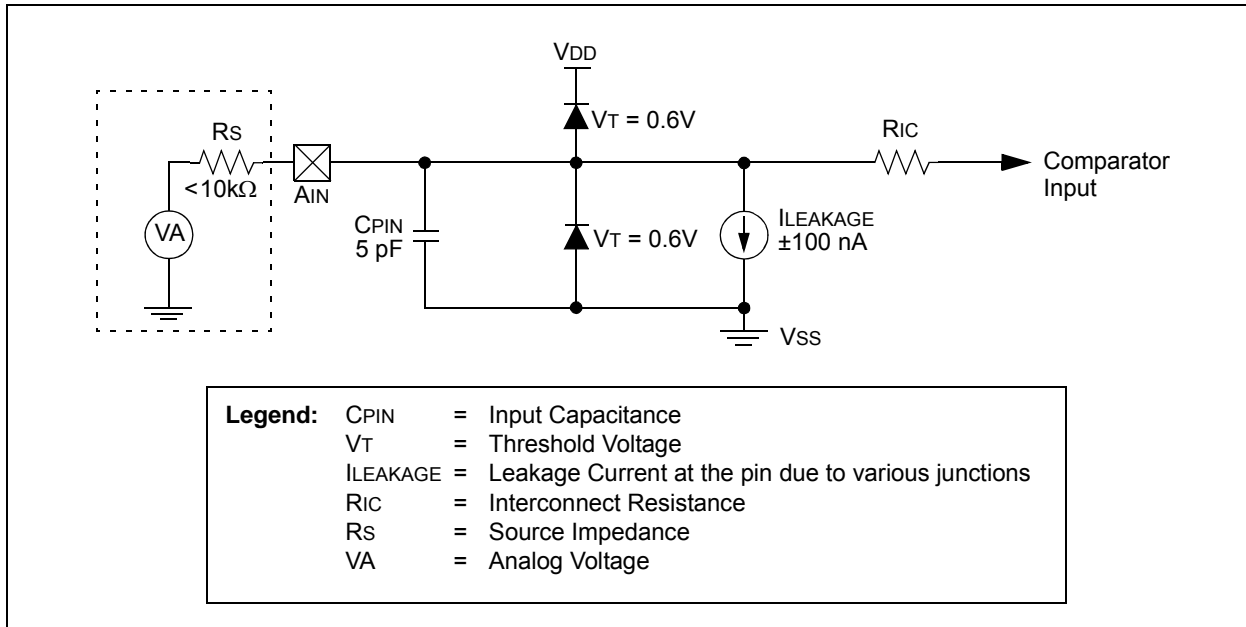 VDD
VT = 0.6V
RIC
RS
<10kΩ
AIN
Comparator
Input
VA
CPIN
5 pF
VT = 0.6V
ILEAKAGE
±100 nA
VSS
Legend: CPIN = Input Capacitance
VT = Threshold Voltage
ILEAKAGE = Leakage Current at the pin due to various junctions
RIC = Interconnect Resistance
RS = Source Impedance
VA = Analog Voltage